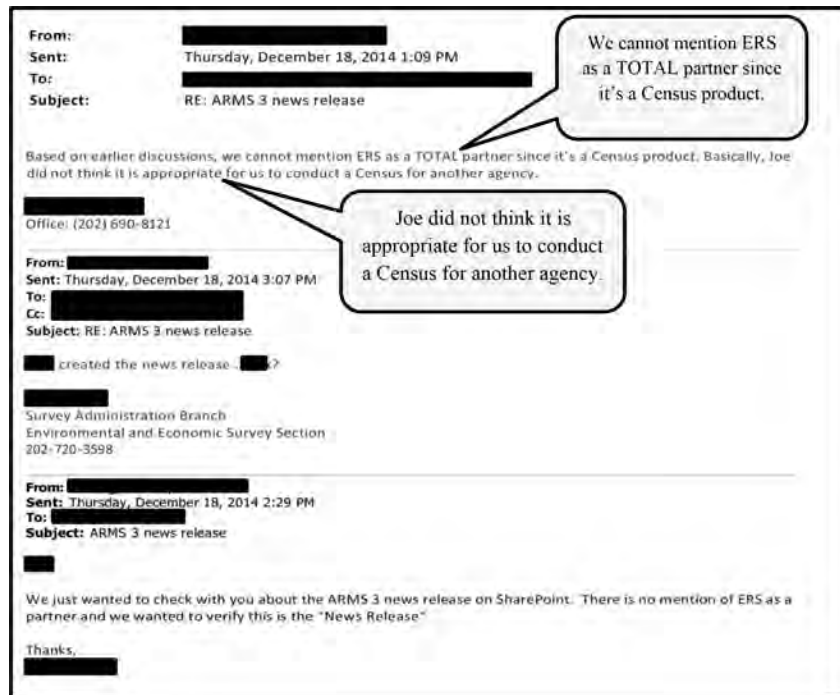 From:
Sent: Thursday, December 18, 2014 1:09 PM
To:
Subject: RE: ARMS 3 news release
We cannot mention ERS
as a TOTAL partner since
it's a Census product.
Based on earlier discussions, we cannot mention ERS as a TOTAL partner since it's a Census product. Basically, Joe
did not think it is appropriate for us to conduct a Census for another agency.
Joe did not think it is
appropriate for us to conduct
a Census for another agency.
Office: (202) 690-8121
From:
Sent: Thursday, December 18, 2014 3:07 PM
To:
Cc:
Subject: RE: ARMS 3 news release
created the news release
Survey Administration Branch
Environmental and Economic Survey Section
202-720-3598
From:
Sent: Thursday, December 18, 2014 2:29 PM
To:
Subject: ARMS 3 news release
We just wanted to check with you about the ARMS 3 news release on SharePoint. There is no mention of ERS as a
partner and we wanted to verify this is the "News Release"
Thanks,